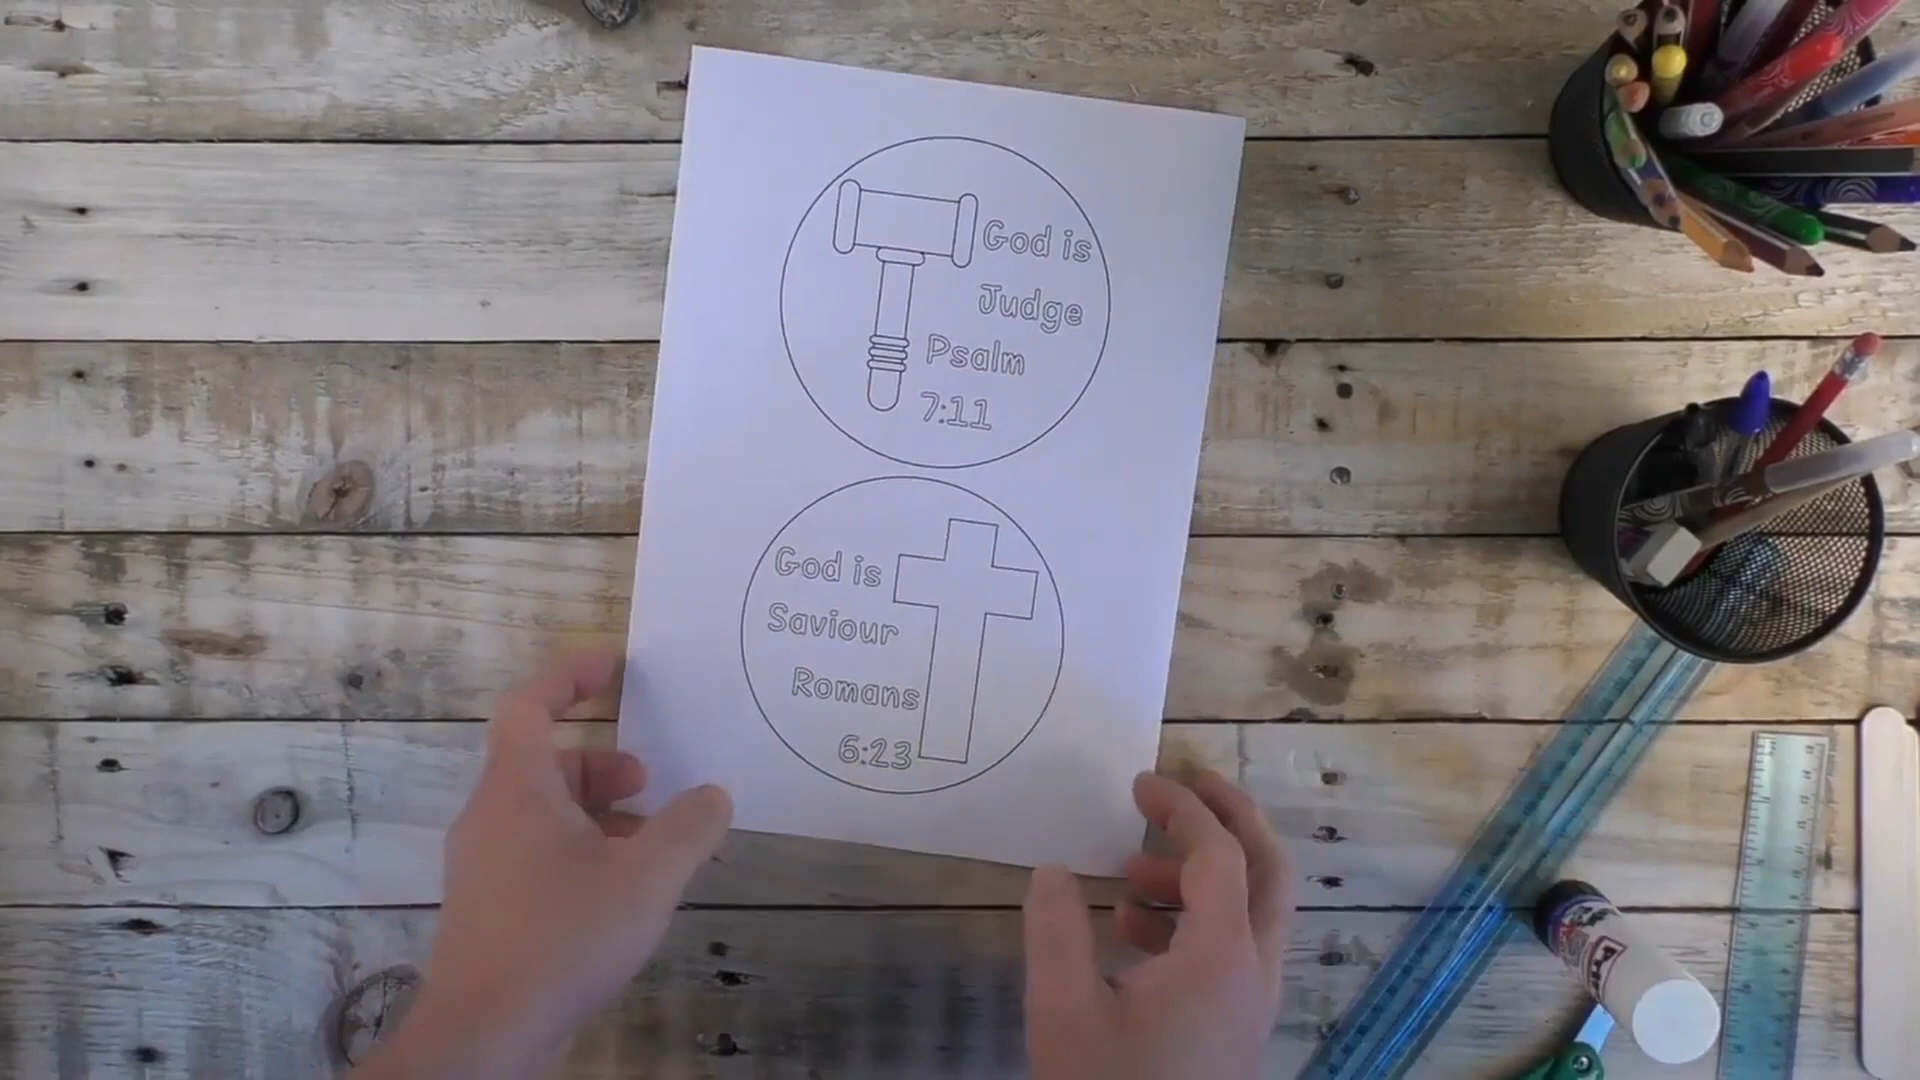 God is
Judge
Psalm
7:11
God is
Saviour
Romans
6:23